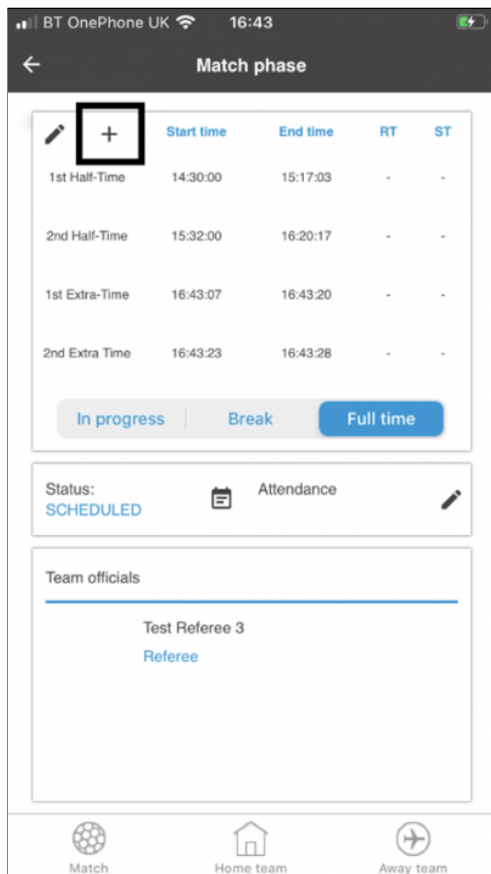 BT OnePhone UK 16:43
Match phase
+ Start time End time RT ST
1st Half-Time 14:30:00 15:17:03 - -
2nd Half-Time 15:32:00 16:20:17 - -
1st Extra-Time 16:43:07 16:43:20 - -
2nd Extra Time 16:43:23 16:43:28 - -
In progress Break Full time
Status: Attendance
SCHEDULED
Team officials
Test Referee 3
Referee
Match Home team Away team